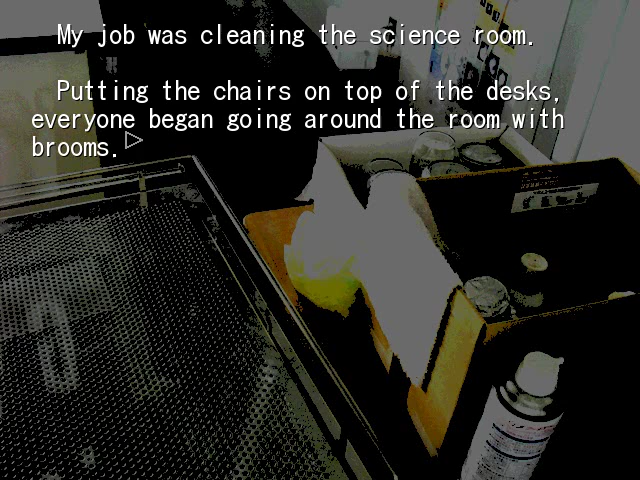 My job was cleaning the science room.
Putting the chairs on top of the desks,
everyone began going around the room with
brooms.